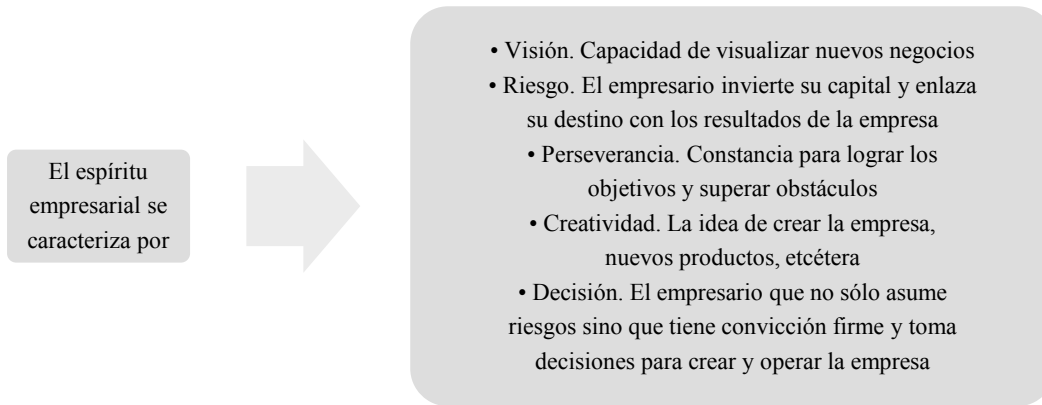 El espíritu
empresarial se
caracteriza por
• Visión. Capacidad de visualizar nuevos negocios
• Riesgo. El empresario invierte su capital y enlaza
su destino con los resultados de la empresa
• Perseverancia. Constancia para lograr los
objetivos y superar obstáculos
• Creatividad. La idea de crear la empresa,
nuevos productos, etcétera
• Decisión. El empresario que no sólo asume
riesgos sino que tiene convicción firme y toma
decisiones para crear y operar la empresa